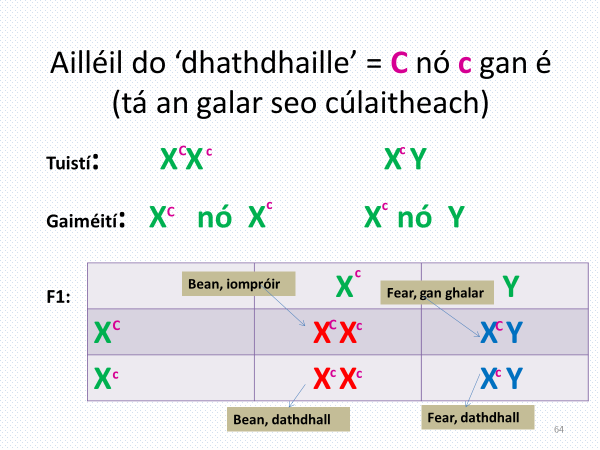 Ailléil do ‘dhathdhaille’ = C nó c gan é
(tá an galar seo cúlaitheach)
Tuistí: XᶜXᶜ XᶜY
Gaiméití: Xᶜ nó Xᶜ Xᶜ nó Y
F1:
Xᶜ Y
Bean, iompróir
Fear, gan ghalar
Xᶜ XᶜXᶜ XᶜY
Xᶜ XᶜXᶜ XᶜY
Bean, dathdhall
Fear, dathdhall
64